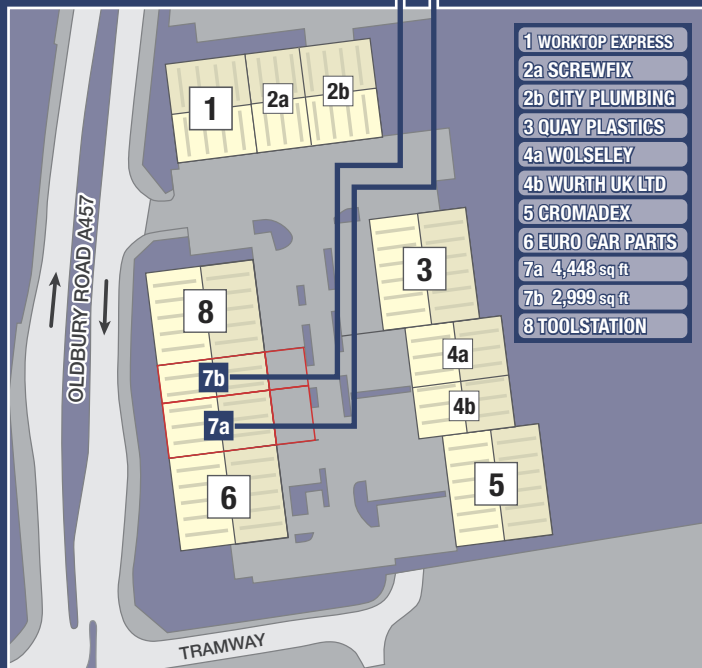 1 WORKTOP EXPRESS
2a SCREWFIX
2b CITY PLUMBING
3 QUAY PLASTICS
4a WOLSELEY
4b WURTH UK LTD
5 CROMADEX
6 EURO CAR PARTS
7a 4,448 sq ft
7b 2,999 sq ft
8 TOOLSTATION
1
2a
2b
3
8
4a
7b
4b
7a
6
5
OLDBURY ROAD A457
TRAMWAY